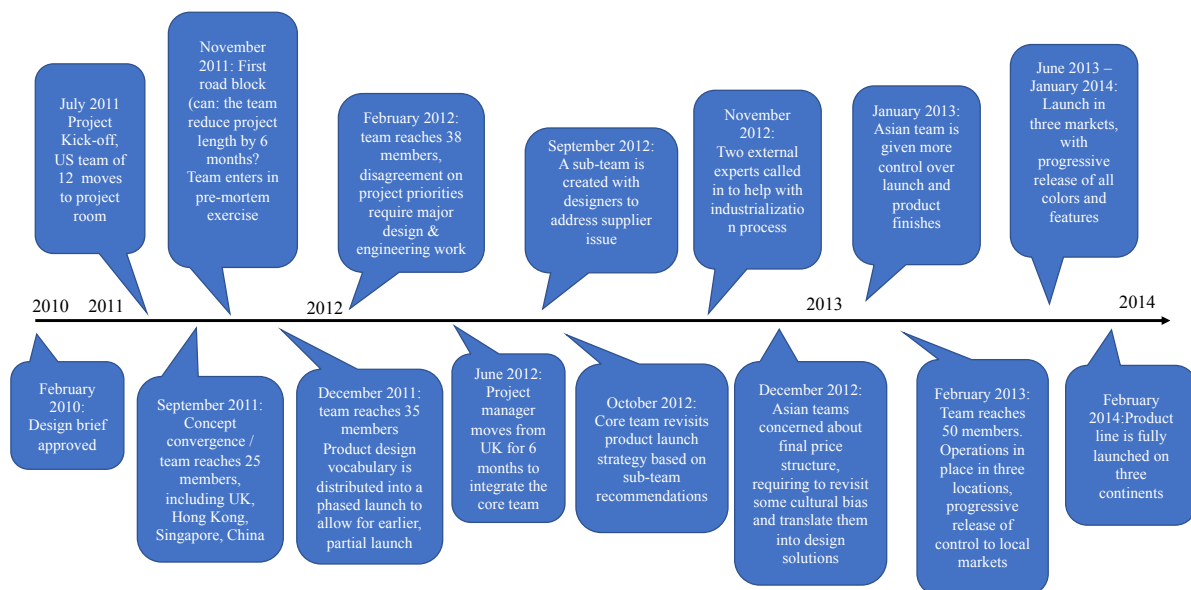 July 2011
Project
Kick-off,
US team of
12 moves
to project
room
November
2011: First
road block
(can: the team
reduce project
length by 6
months?
Team enters in
pre-mortem
exercise
February 2012:
team reaches 38
members,
disagreement on
project priorities
require major
design &
engineering work
September 2012:
A sub-team is
created with
designers to
address supplier
issue
November
2012:
Two external
experts called
in to help with
industrializatio
n process
January 2013:
Asian team is
given more
control over
launch and
product
finishes
June 2013 –
January 2014:
Launch in
three markets,
with
progressive
release of all
colors and
features
2010
2011
2012
2013
2014
February
2010:
Design brief
approved
September 2011:
Concept
convergence /
team reaches 25
members,
including UK,
Hong Kong,
Singapore, China
December 2011:
team reaches 35
members
Product design
vocabulary is
distributed into a
phased launch to
allow for earlier,
partial launch
June 2012:
Project
manager
moves from
UK for 6
months to
integrate the
core team
October 2012:
Core team revisits
product launch
strategy based on
sub-team
recommendations
December 2012:
Asian teams
concerned about
final price
structure,
requiring to revisit
some cultural bias
and translate them
into design
solutions
February 2013:
Team reaches
50 members.
Operations in
place in three
locations,
progressive
release of
control to local
markets
February
2014:Product
line is fully
launched on
three
continents